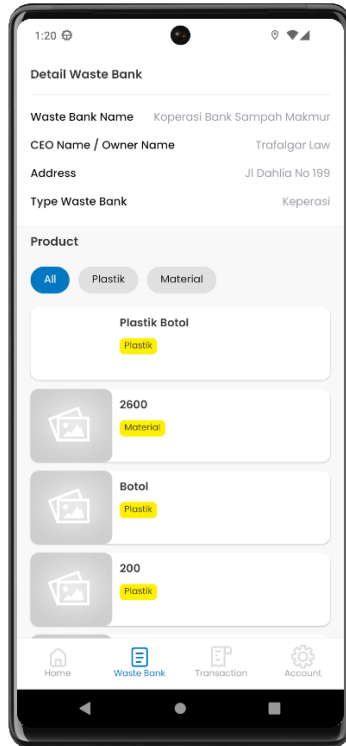 1:20
Detail Waste Bank
Waste Bank Name Koperasi Bank Sampah Makmur
CEO Name / Owner Name Trafalgar Law
Address Jl Dahlia No 199
Type Waste Bank Keperasi
Product
All Plastik Material
Plastik Botol
Plastik
2600
Material
Botol
Plastik
200
Plastik
Home Waste Bank Transaction Account